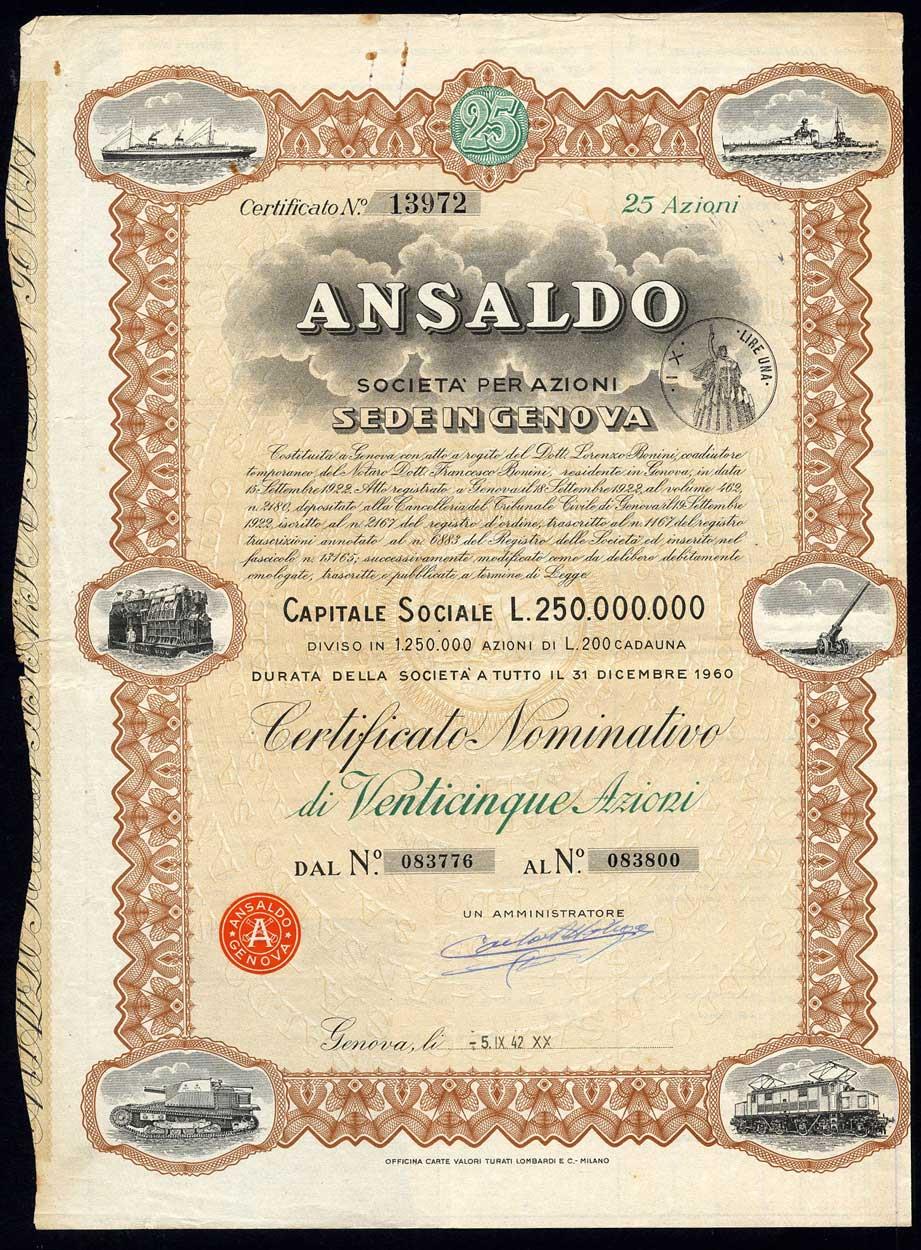 25
Certificato N.º 13972
25 Azioni
ANSALDO
SOCIETÀ PER AZIONI
· XI ·
· LIRE UNA ·
SEDE IN GENOVA
Costituita a Genova con atto a rogito del Dott. Lorenzo Bonini, coadiutore
temporaneo del Notaro Dott. Francesco Bonini, residente in Genova, in data
15 Settembre 1922. Atto registrato a Genova il 18 Settembre 1922, al volume 462,
n. 2180, depositato alla Cancelleria del Tribunale Civile di Genova il 19 Settembre
1922, iscritto al n. 2167 del registro d'ordine, trascritto al n. 1167 del registro
trascrizioni annotato al n. 6883 del Registro delle Società ed inserito nel
fascicolo n. 13165; successivamente modificato come da delibere debitamente
omologate, trascritte e pubblicate a termine di Legge
CAPITALE SOCIALE L. 250.000.000
DIVISO IN 1.250.000 AZIONI DI L. 200 CADAUNA
DURATA DELLA SOCIETÀ A TUTTO IL 31 DICEMBRE 1960
Certificato Nominativo
di Venticinque Azioni
DAL N.º 083776 AL N.º 083800
UN AMMINISTRATORE
ANSALDO
A
GENOVA
Genova, li -5. IX. 42 XX
OFFICINA CARTE VALORI TURATI LOMBARDI E C. - MILANO